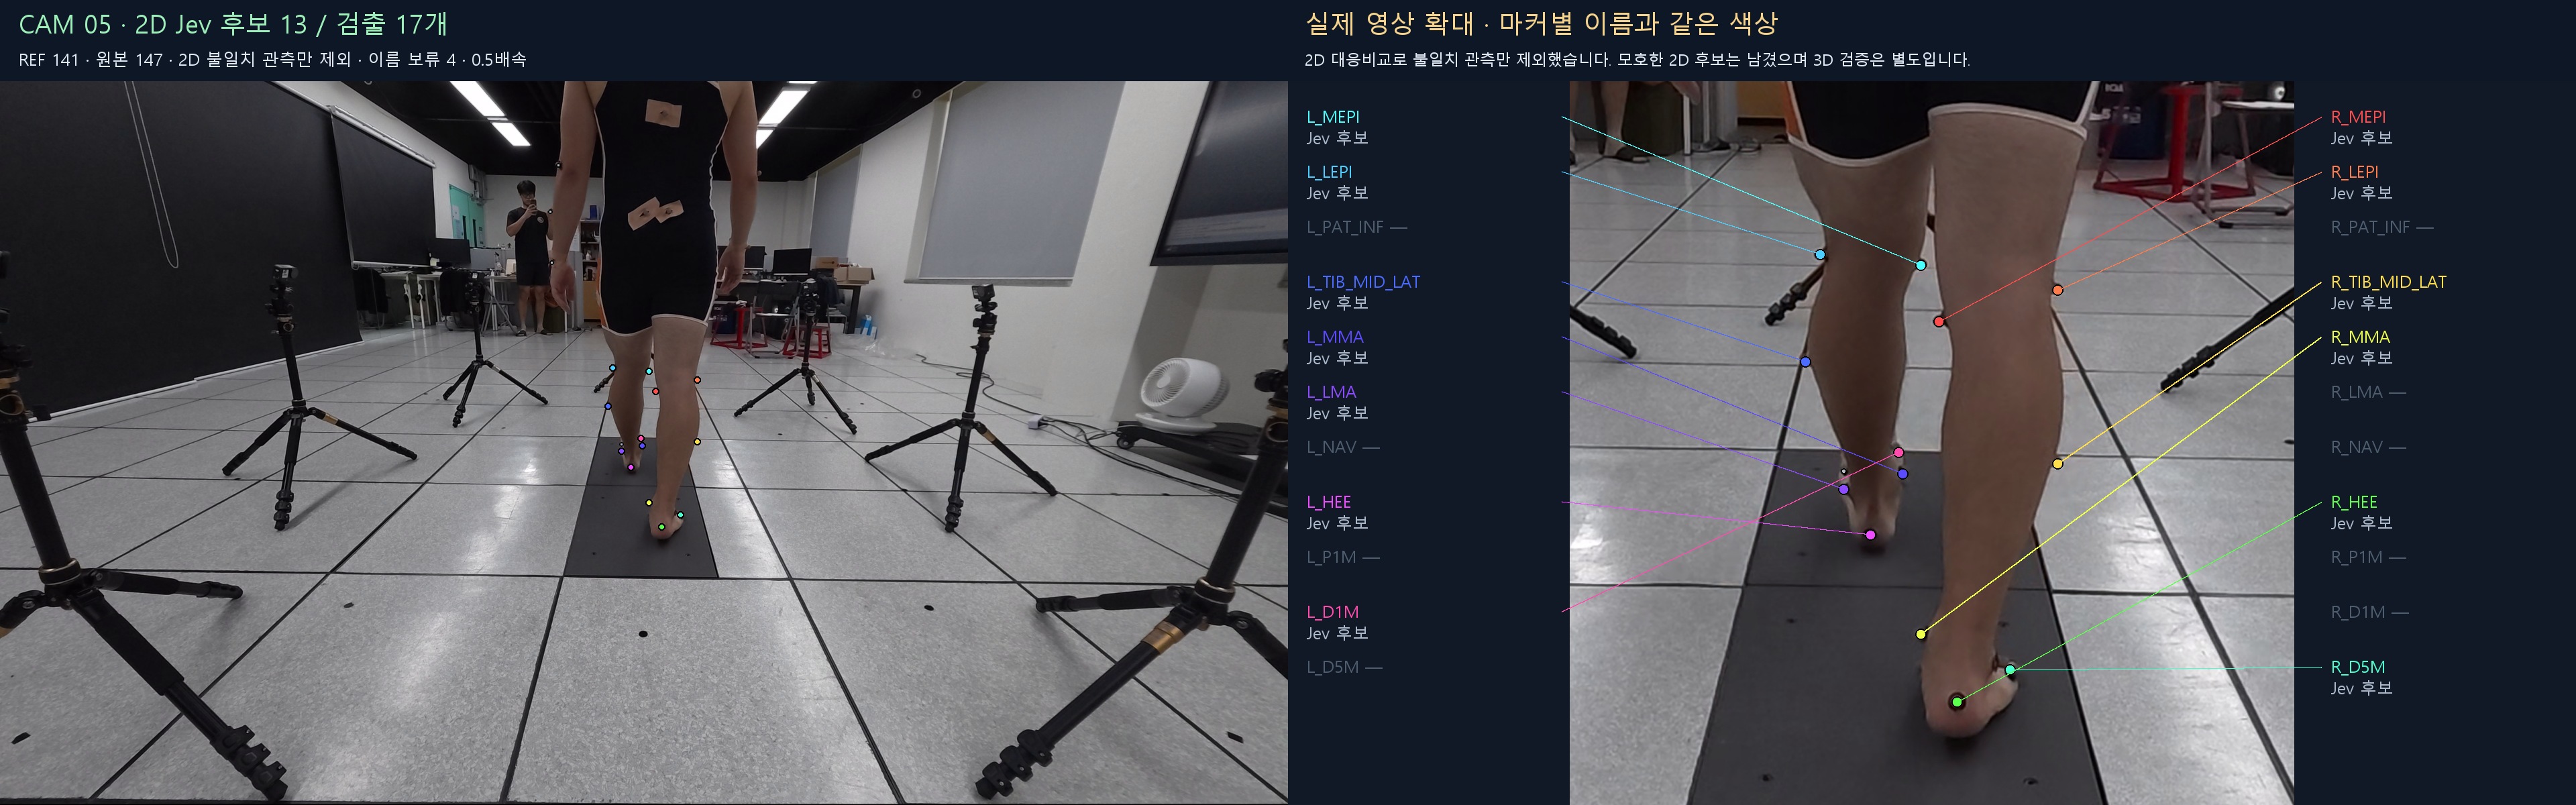 CAM 05 · 2D Jev 후보 13 / 검출 17개
REF 141 · 원본 147 · 2D 불일치 관측만 제외 · 이름 보류 4 · 0.5배속
실제 영상 확대 · 마커별 이름과 같은 색상
2D 대응비교로 불일치 관측만 제외했습니다. 모호한 2D 후보는 남겼으며 3D 검증은 별도입니다.
L_MEPI
Jev 후보
L_LEPI
Jev 후보
L_PAT_INF —
L_TIB_MID_LAT
Jev 후보
L_MMA
Jev 후보
L_LMA
Jev 후보
L_NAV —
L_HEE
Jev 후보
L_P1M —
L_D1M
Jev 후보
L_D5M —
R_MEPI
Jev 후보
R_LEPI
Jev 후보
R_PAT_INF —
R_TIB_MID_LAT
Jev 후보
R_MMA
Jev 후보
R_LMA —
R_NAV —
R_HEE
Jev 후보
R_P1M —
R_D1M —
R_D5M
Jev 후보